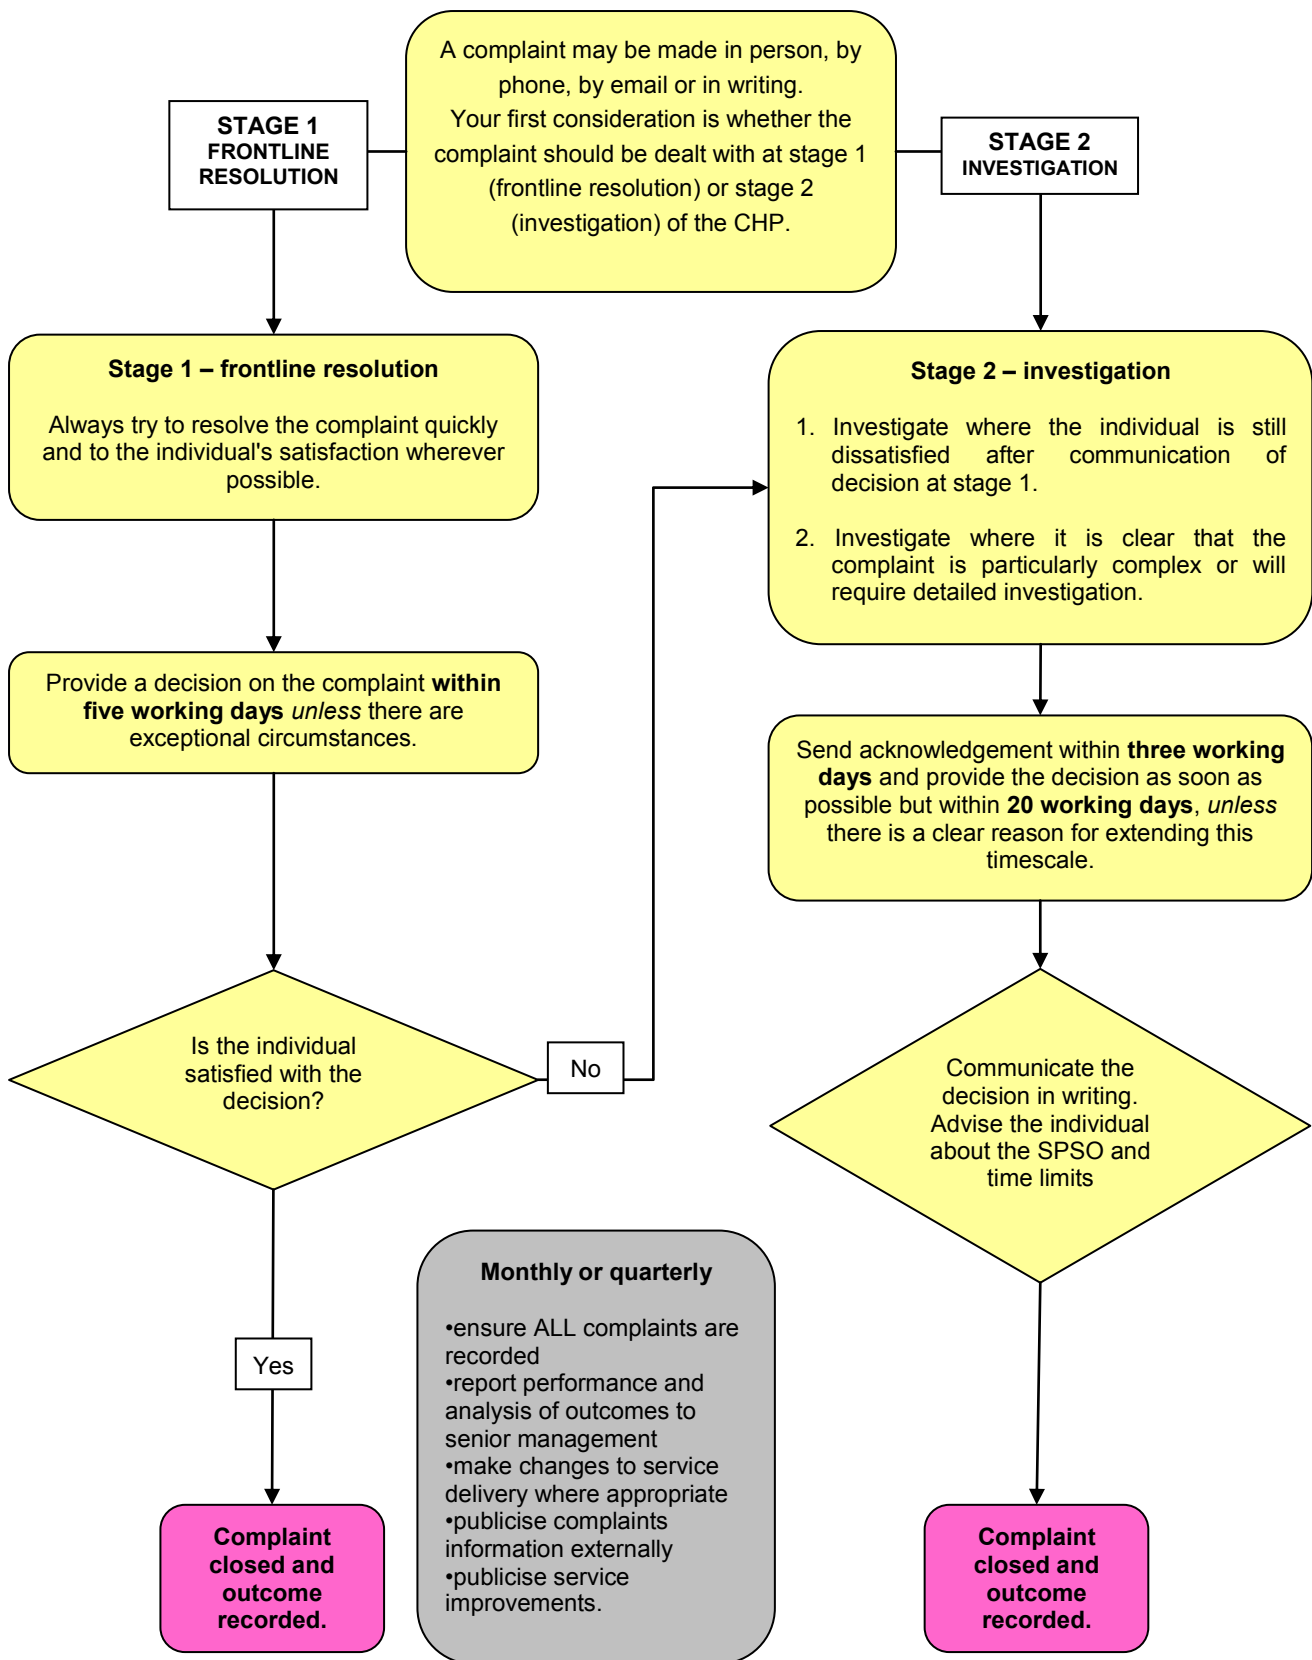 A complaint may be made in person, by
phone, by email or in writing.
Your first consideration is whether the
complaint should be dealt with at stage 1
(frontline resolution) or stage 2
(investigation) of the CHP.
STAGE 1
FRONTLINE
RESOLUTION
STAGE 2
INVESTIGATION
Stage 1 – frontline resolution
Always try to resolve the complaint quickly
and to the individual's satisfaction wherever
possible.
Provide a decision on the complaint within
five working days unless there are
exceptional circumstances.
Is the individual
satisfied with the
decision?
No
Yes
Complaint
closed and
outcome
recorded.
Stage 2 – investigation
1. Investigate where the individual is still
dissatisfied after communication of
decision at stage 1.
2. Investigate where it is clear that the
complaint is particularly complex or will
require detailed investigation.
Send acknowledgement within three working
days and provide the decision as soon as
possible but within 20 working days, unless
there is a clear reason for extending this
timescale.
Communicate the
decision in writing.
Advise the individual
about the SPSO and
time limits
Complaint
closed and
outcome
recorded.
Monthly or quarterly
•ensure ALL complaints are
recorded
•report performance and
analysis of outcomes to
senior management
•make changes to service
delivery where appropriate
•publicise complaints
information externally
•publicise service
improvements.